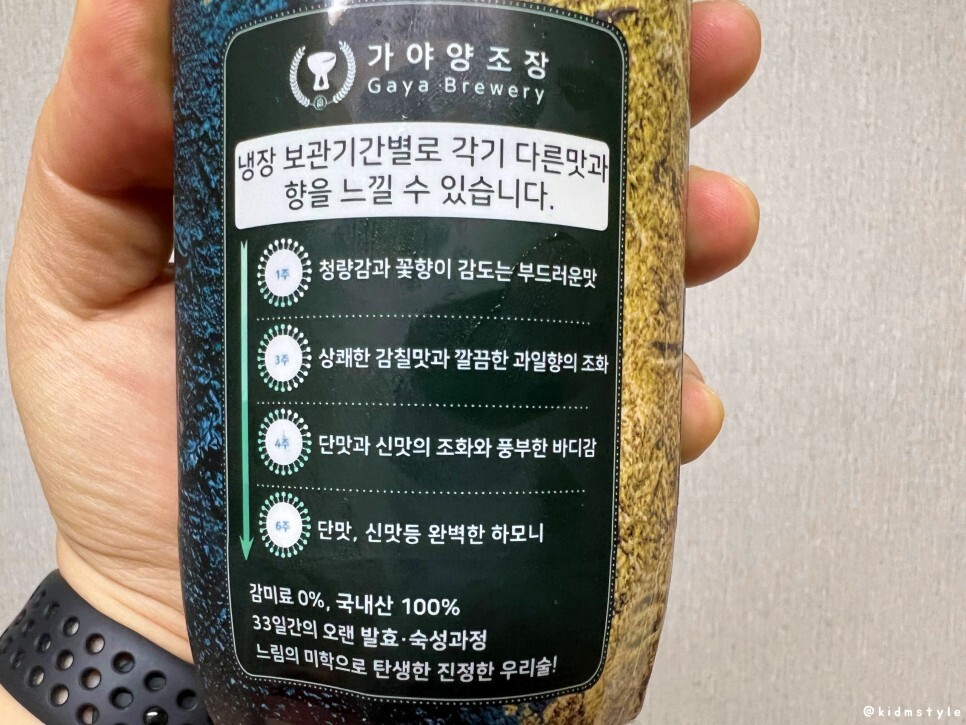 가야양조장
Gaya Brewery
냉장 보관기간별로 각기 다른맛과
향을 느낄 수 있습니다.
1주 청량감과 꽃향이 감도는 부드러운맛
3주 상쾌한 감칠맛과 깔끔한 과일향의 조화
4주 단맛과 신맛의 조화와 풍부한 바디감
6주 단맛, 신맛등 완벽한 하모니
감미료 0%, 국내산 100%
33일간의 오랜 발효·숙성과정
느림의 미학으로 탄생한 진정한 우리술!
@kidmstyle